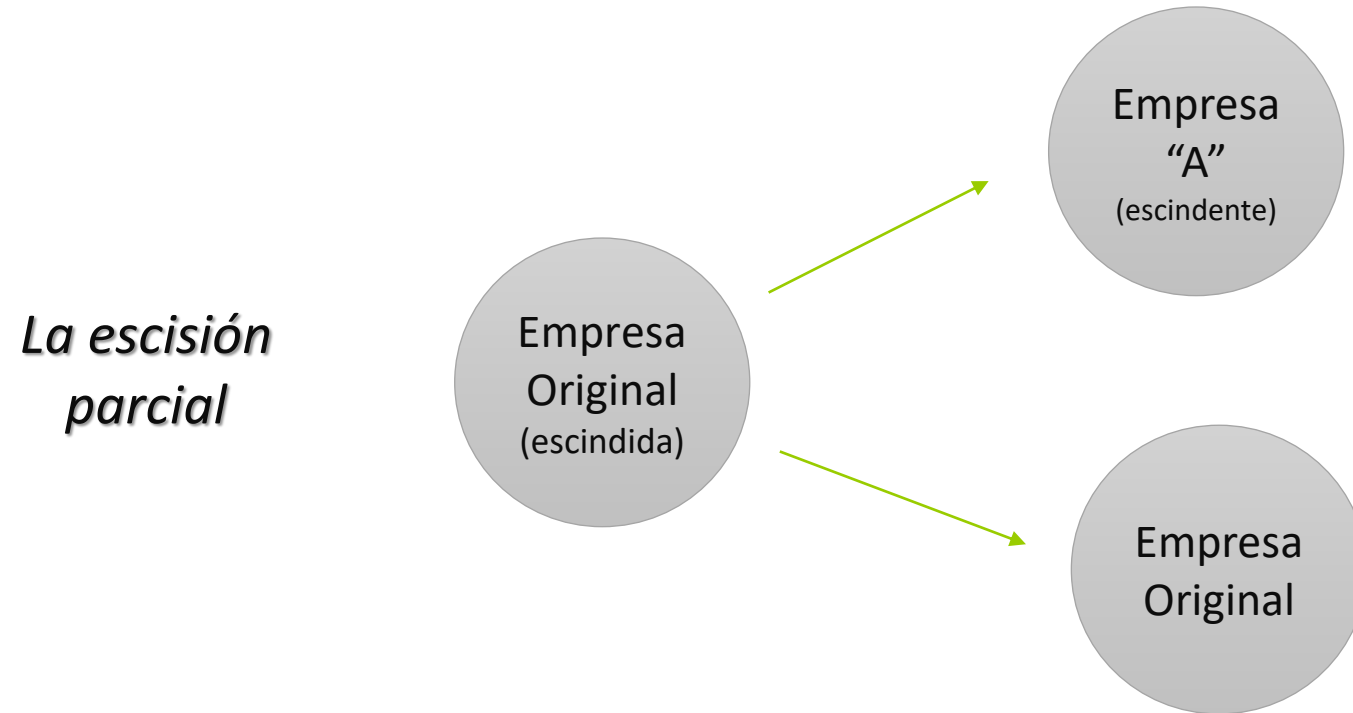 La escisión
parcial
Empresa
Original
(escindida)
Empresa
“A”
(escindente)
Empresa
Original